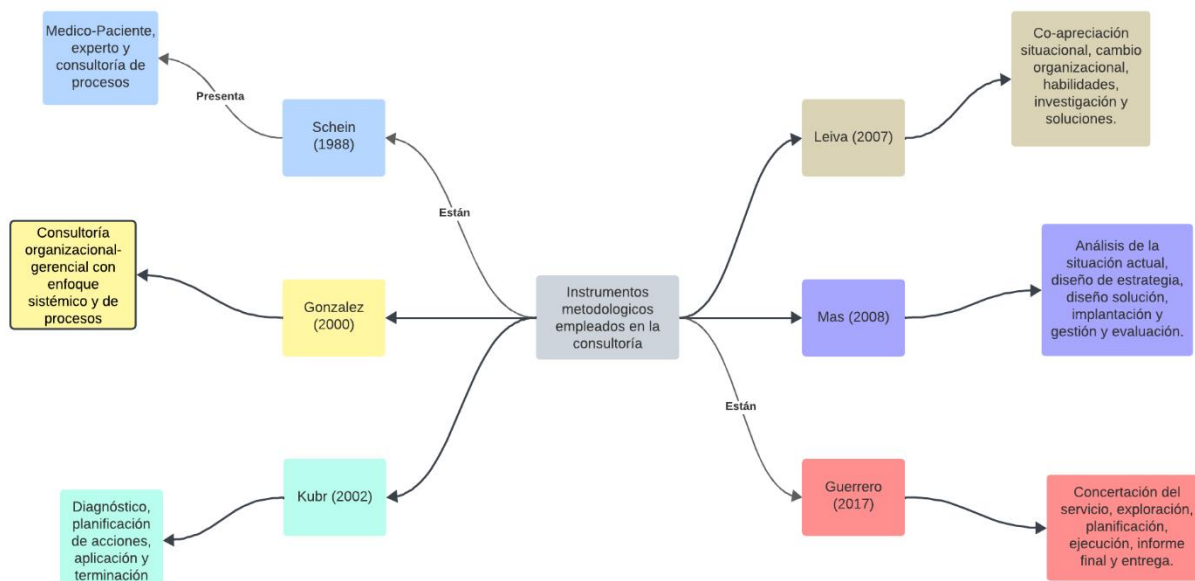 Medico-Paciente,
experto y
consultoría de
procesos
Presenta
Schein
(1988)
Están
Consultoría
organizacional-
gerencial con
enfoque
sistémico y de
procesos
Gonzalez
(2000)
Diagnóstico,
planificación
de acciones,
aplicación y
terminación
Kubr (2002)
Instrumentos
metodologicos
empleados en la
consultoría
Leiva (2007)
Co-apreciación
situacional, cambio
organizacional,
habilidades,
investigación y
soluciones.
Mas (2008)
Análisis de la
situación actual,
diseño de estrategia,
diseño solución,
implantación y
gestión y evaluación.
Están
Guerrero
(2017)
Concertación del
servicio, exploración,
planificación,
ejecución, informe
final y entrega.